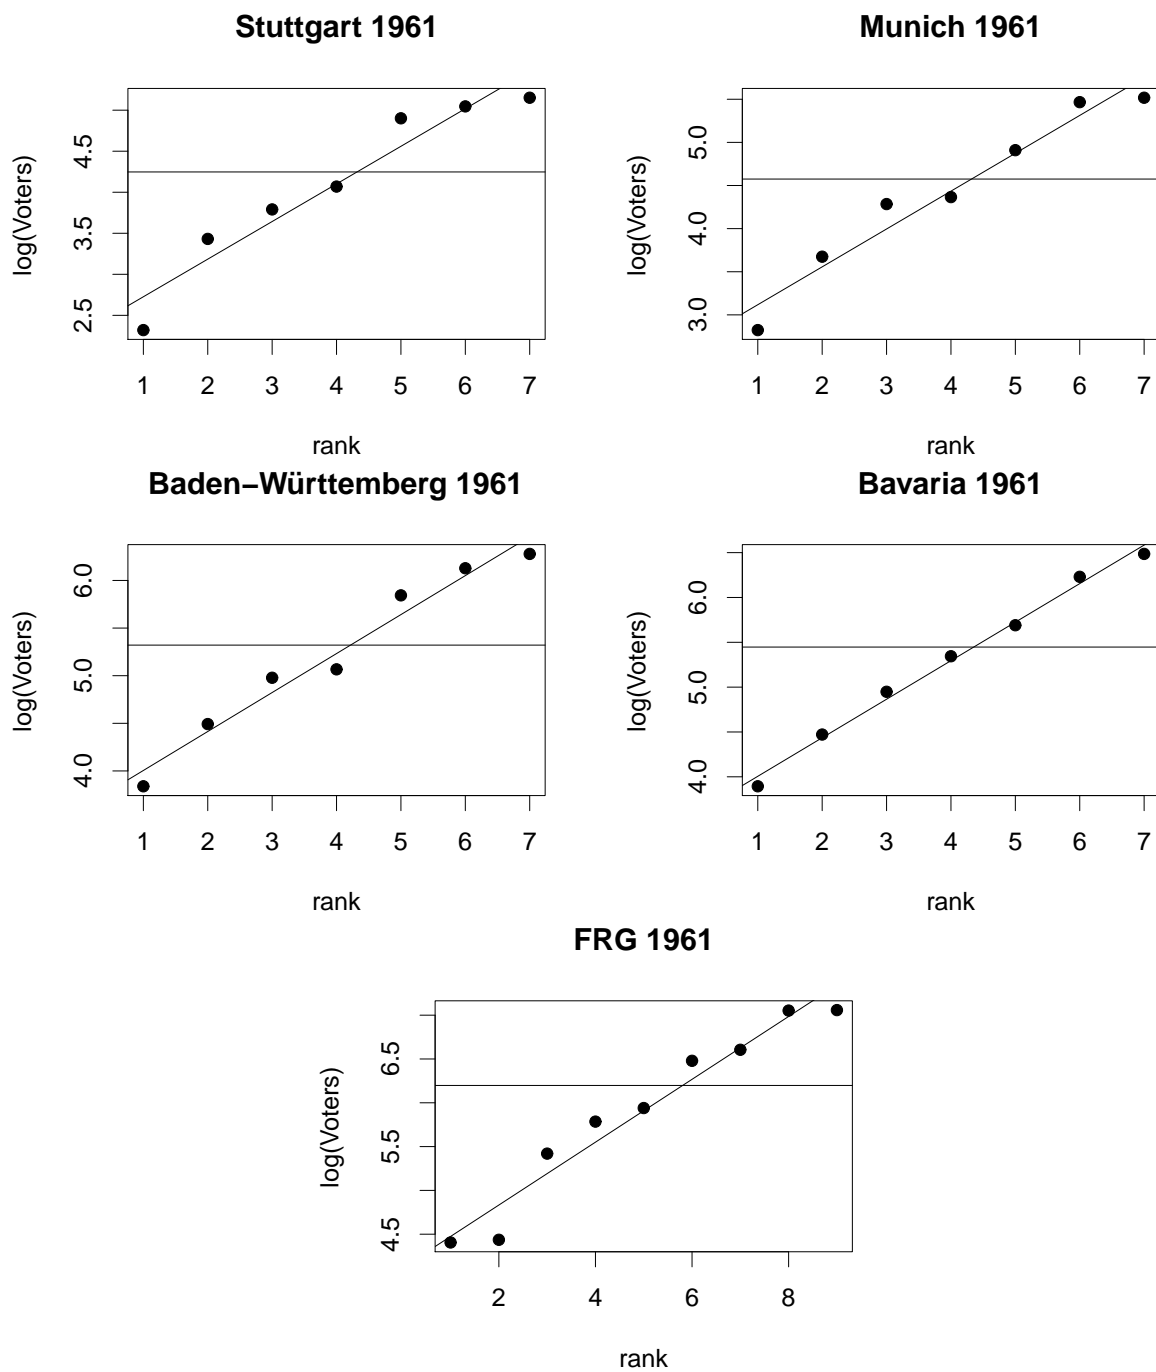 Stuttgart 1961
log(Voters)
4.5
3.5
2.5
1 2 3 4 5 6 7
rank
Munich 1961
log(Voters)
5.0
4.0
3.0
1 2 3 4 5 6 7
rank
Baden−Württemberg 1961
log(Voters)
6.0
5.0
4.0
1 2 3 4 5 6 7
rank
Bavaria 1961
log(Voters)
6.0
5.0
4.0
1 2 3 4 5 6 7
rank
FRG 1961
log(Voters)
6.5
5.5
4.5
2 4 6 8
rank